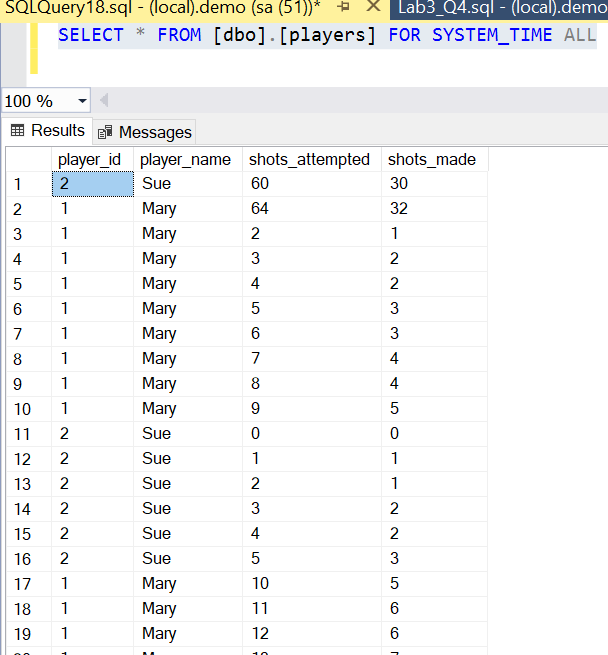 SQLQuery18.sql - (local).demo (sa (51))* Lab3_Q4.sql - (local).demo
SELECT * FROM [dbo].[players] FOR SYSTEM_TIME ALL
100 %
Results Messages
player_id player_name shots_attempted shots_made
1 2 Sue 60 30
2 1 Mary 64 32
3 1 Mary 2 1
4 1 Mary 3 2
5 1 Mary 4 2
6 1 Mary 5 3
7 1 Mary 6 3
8 1 Mary 7 4
9 1 Mary 8 4
10 1 Mary 9 5
11 2 Sue 0 0
12 2 Sue 1 1
13 2 Sue 2 1
14 2 Sue 3 2
15 2 Sue 4 2
16 2 Sue 5 3
17 1 Mary 10 5
18 1 Mary 11 6
19 1 Mary 12 6